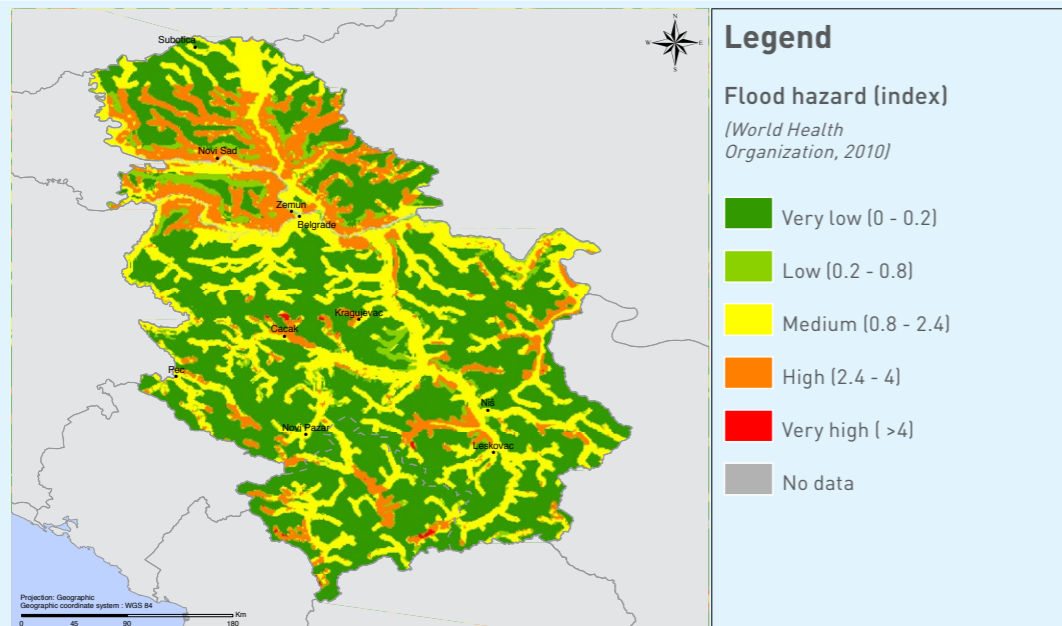 N
W
E
S
Subotica
Novi Sad
Zemun
Belgrade
Kragujevac
Cacak
Pec
Niš
Novi Pazar
Leskovac
Projection: Geographic
Geographic coordinate system : WGS 84
0 45 90 180 Km
Legend
Flood hazard (index)
(World Health
Organization, 2010)
Very low (0 - 0.2)
Low (0.2 - 0.8)
Medium (0.8 - 2.4)
High (2.4 - 4)
Very high ( >4)
No data